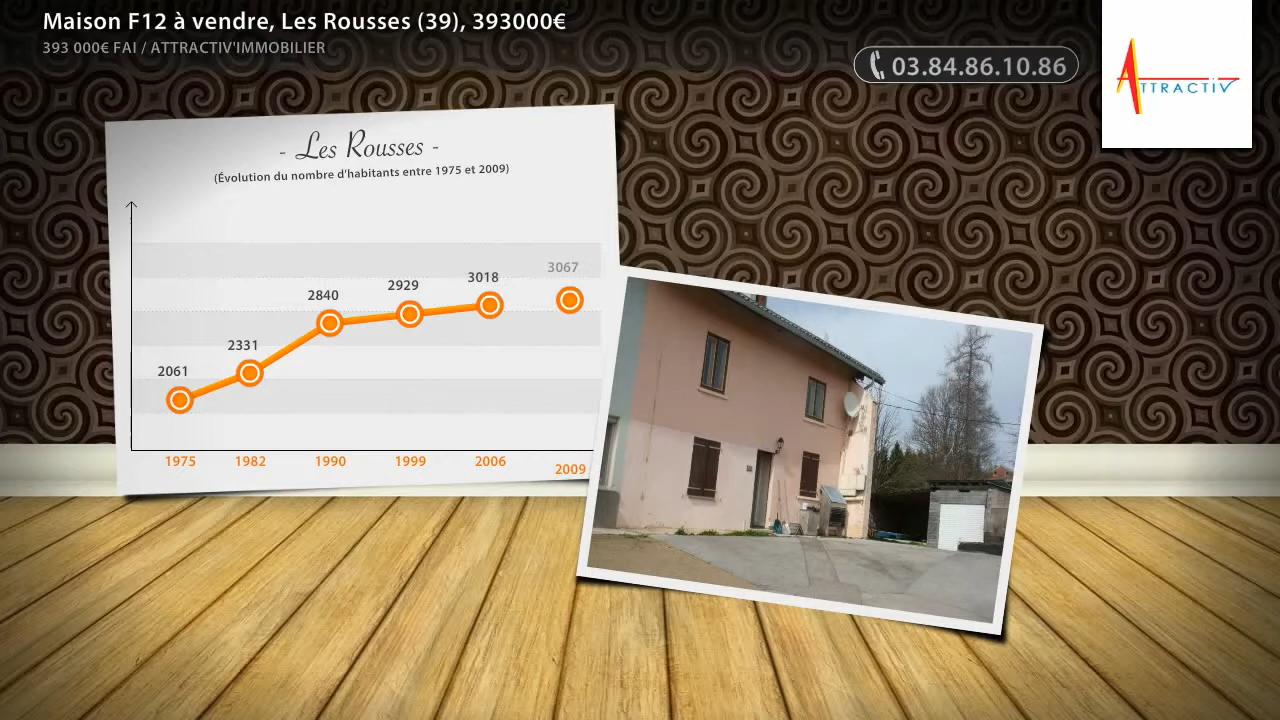 Maison F12 à vendre, Les Rousses (39), 393000€
393 000€ FAI / ATTRACTIV'IMMOBILIER
03.84.86.10.86
ATTRACTIV
- Les Rousses -
(Évolution du nombre d'habitants entre 1975 et 2009)
2061
2331
2840
2929
3018
3067
1975
1982
1990
1999
2006
2009